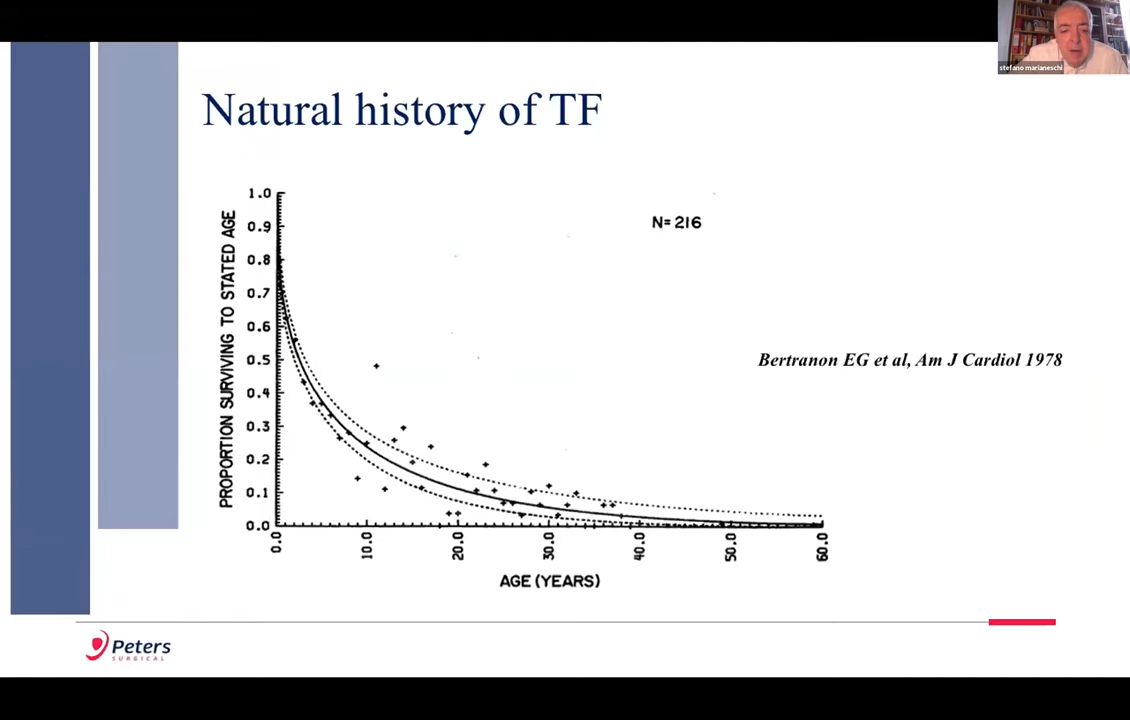 stefano marianeschi
Natural history of TF
1.0
0.9
0.8
0.7
0.6
0.5
0.4
0.3
0.2
0.1
0.0
PROPORTION SURVIVING TO STATED AGE
N= 216
Bertranon EG et al, Am J Cardiol 1978
0.0
10.0
20.0
30.0
40.0
50.0
60.0
AGE (YEARS)
Peters
SURGICAL